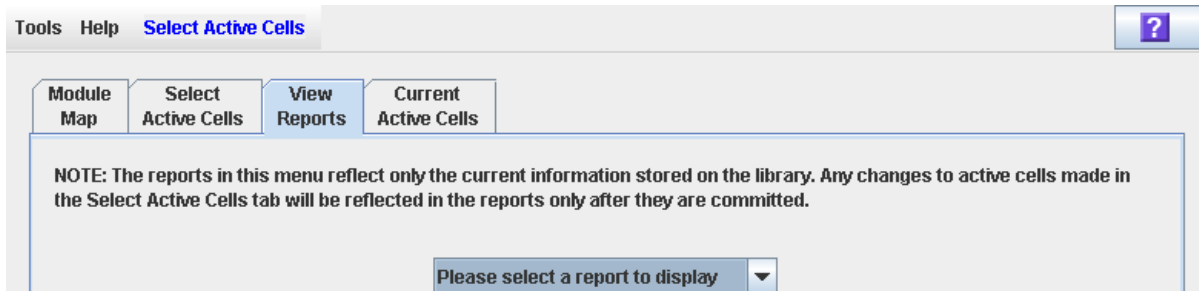 Tools Help Select Active Cells ?
Module Map
Select Active Cells
View Reports
Current Active Cells
NOTE: The reports in this menu reflect only the current information stored on the library. Any changes to active cells made in
the Select Active Cells tab will be reflected in the reports only after they are committed.
Please select a report to display